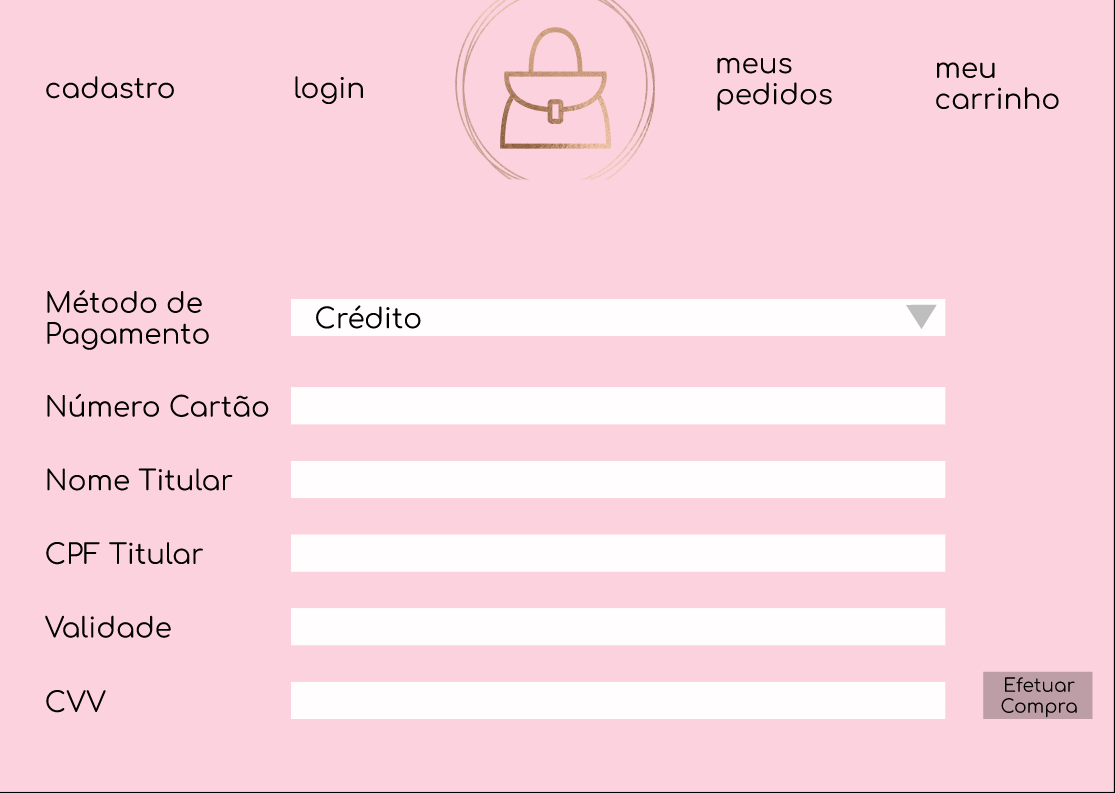 cadastro
login
meus
pedidos
meu
carrinho
Método de
Pagamento
Crédito
Número Cartão
Nome Titular
CPF Titular
Validade
CVV
Efetuar
Compra